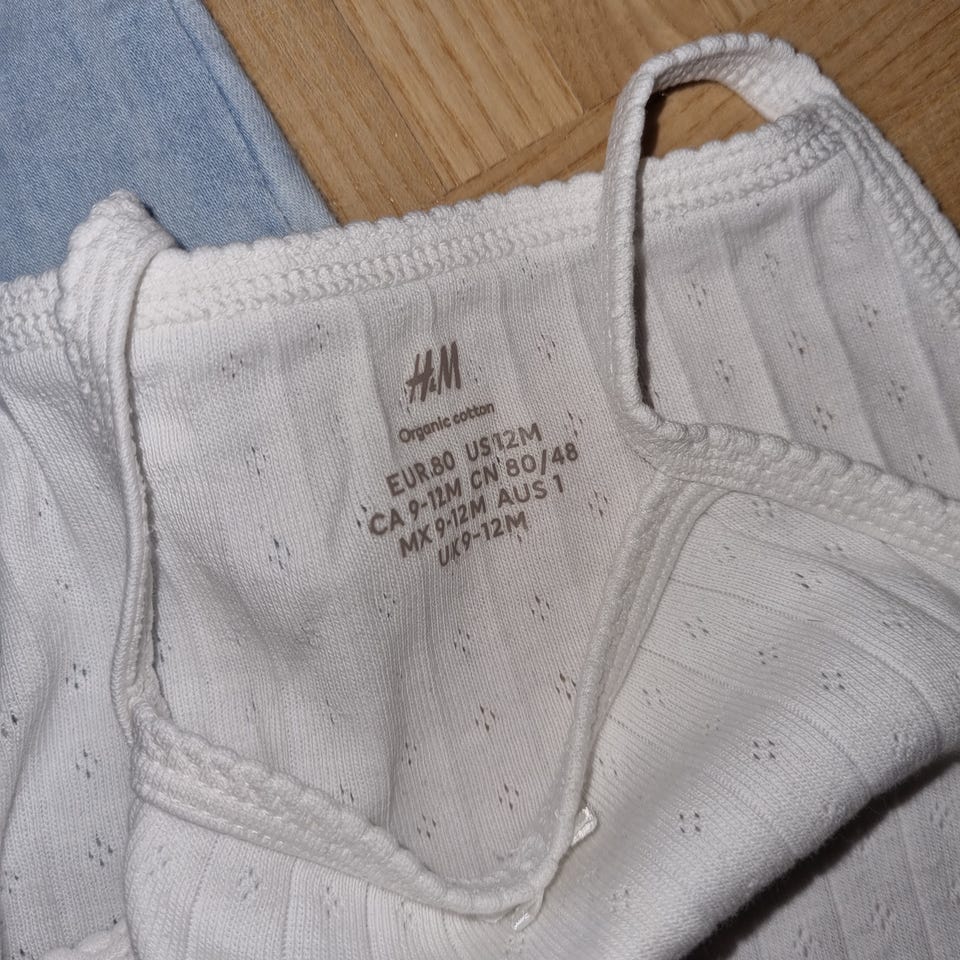 H&M
Organic cotton
EUR 80 US 12M
CA 9-12M CN 80/48
MX 9-12M AUS 1
UK 9-12M